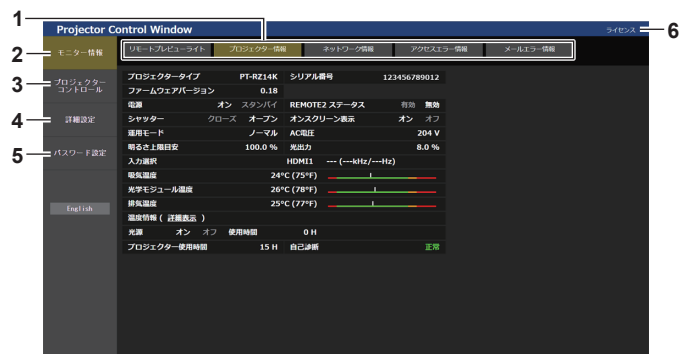 1
Projector Control Window
ライセンス
6
2
モニター情報
リモートプレビューライト
プロジェクター情報
ネットワーク情報
アクセスエラー情報
メールエラー情報
3
プロジェクター
コントロール
4
詳細設定
5
パスワード設定
English
プロジェクタータイプ PT-RZ14K シリアル番号 123456789012
ファームウェアバージョン 0.18
電源 オン スタンバイ REMOTE2 ステータス 有効 無効
シャッター クローズ オープン オンスクリーン表示 オン オフ
運用モード ノーマル AC電圧 204 V
明るさ上限目安 100.0 % 光出力 8.0 %
入力選択 HDMI1 --- (---kHz/---Hz)
吸気温度 24°C (75°F)
光学モジュール温度 26°C (78°F)
排気温度 25°C (77°F)
温度情報 ( 詳細表示 )
光源 オン オフ 使用時間 0 H
プロジェクター使用時間 15 H 自己診断 正常